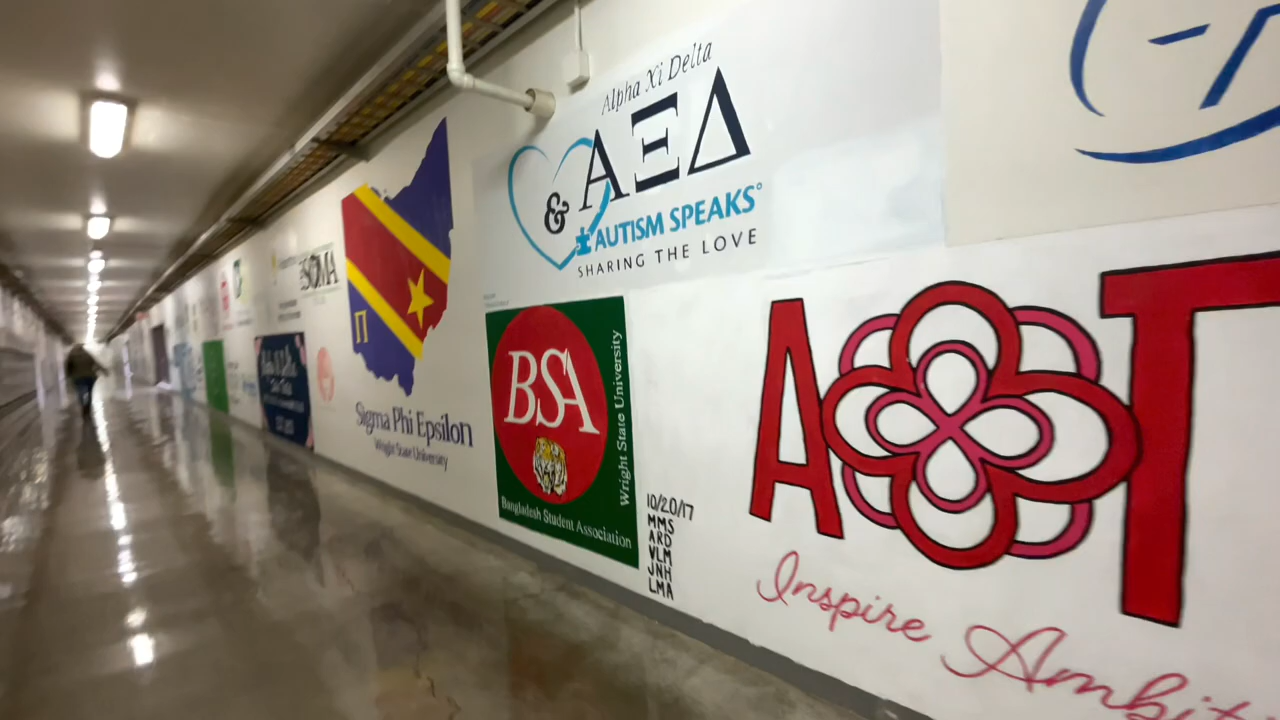 Alpha Xi Delta
& ΑΞΔ
AUTISM SPEAKS
SHARING THE LOVE
Π
Sigma Phi Epsilon
Wright State University
BSA
Wright State University
Bangladesh Student Association
10/20/17
MMS
ARD
VLM
JNH
LMA
A T
Inspire Ambit